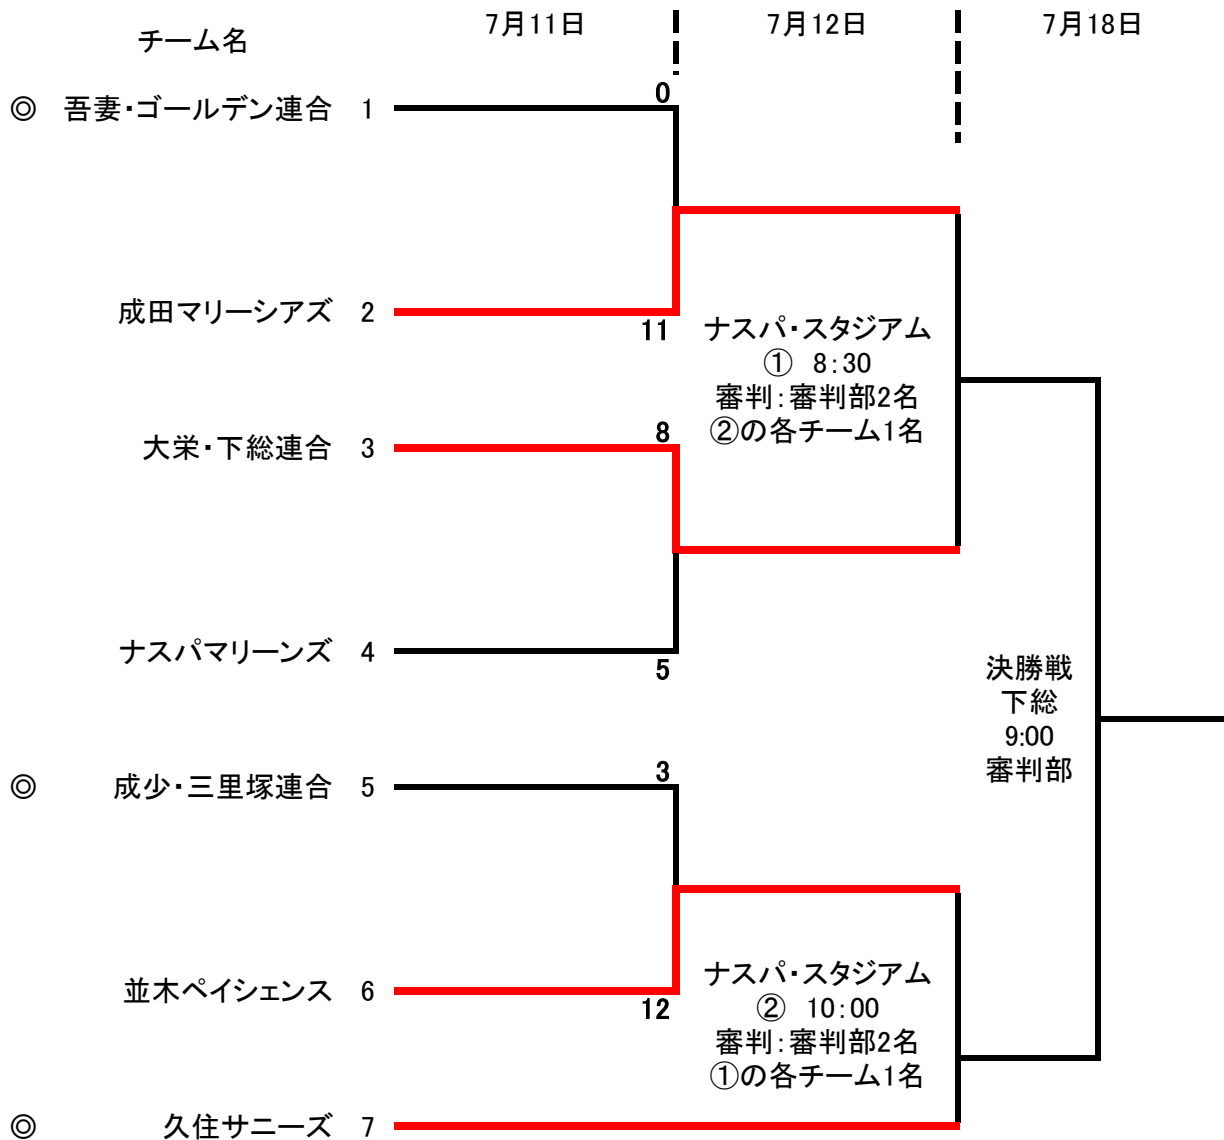 7月11日 7月12日 7月18日
チーム名
0
◎ 吾妻・ゴールデン連合 1
成田マリーシアズ 2
11
ナスパ・スタジアム
① 8:30
審判:審判部2名
②の各チーム1名
8
大栄・下総連合 3
ナスパマリーンズ 4
5
決勝戦
下総
9:00
審判部
3
◎ 成少・三里塚連合 5
並木ペイシェンス 6
12
ナスパ・スタジアム
② 10:00
審判:審判部2名
①の各チーム1名
◎ 久住サニーズ 7